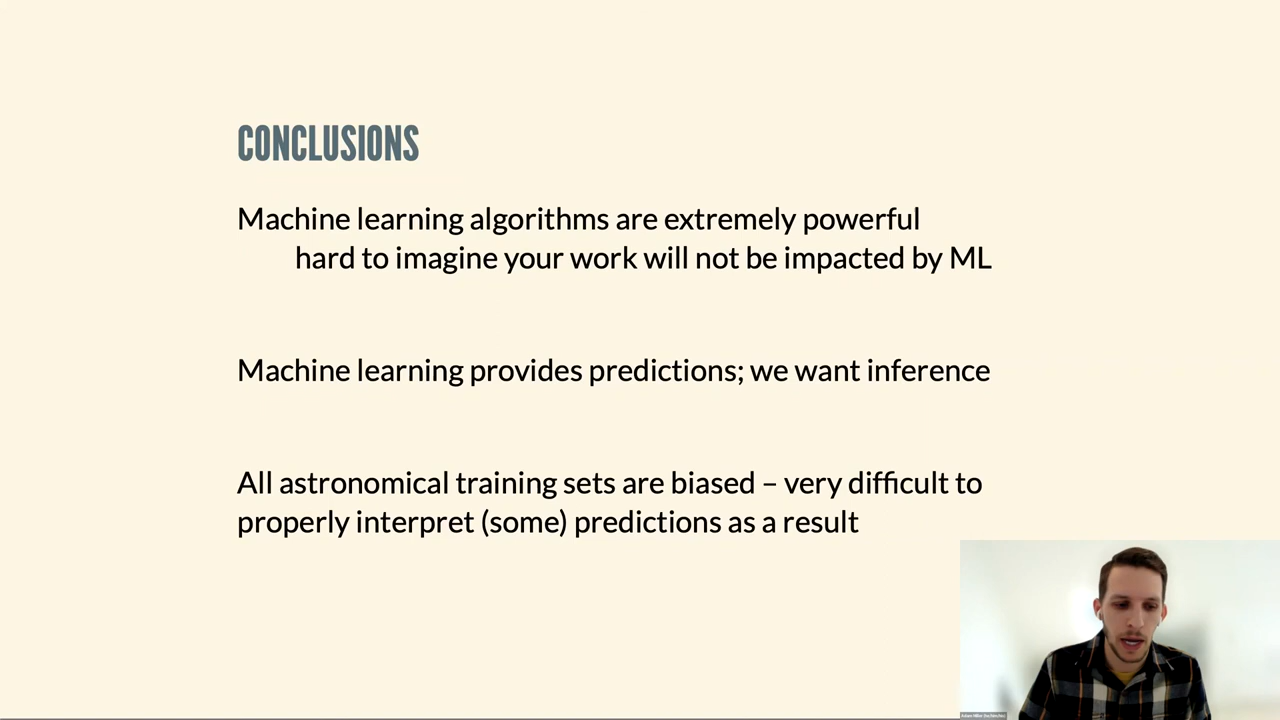 CONCLUSIONS
Machine learning algorithms are extremely powerful
hard to imagine your work will not be impacted by ML
Machine learning provides predictions; we want inference
All astronomical training sets are biased – very difficult to
properly interpret (some) predictions as a result